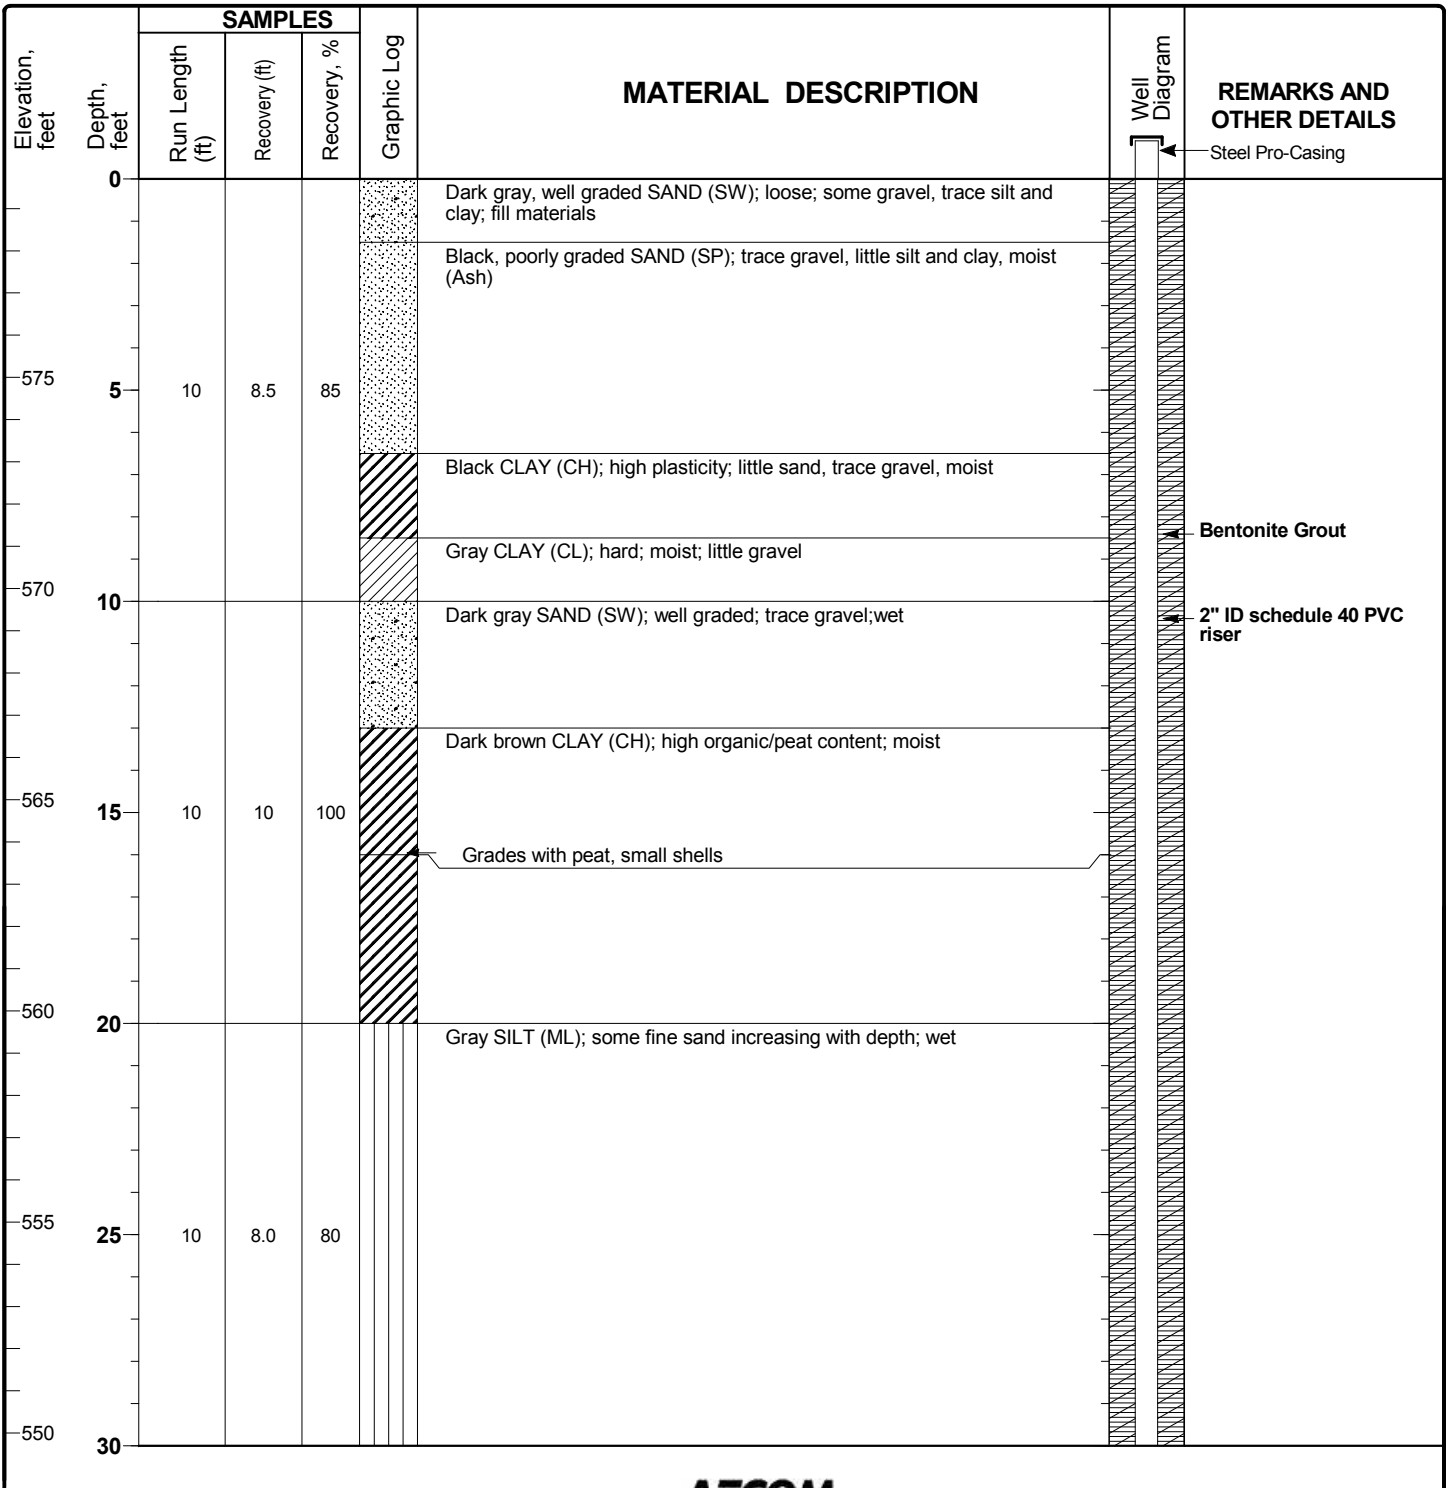 SAMPLES
Elevation,
feet
Depth,
feet
Run Length
(ft)
Recovery (ft)
Recovery, %
Graphic Log
MATERIAL DESCRIPTION
Well
Diagram
REMARKS AND
OTHER DETAILS
Steel Pro-Casing
0
Dark gray, well graded SAND (SW); loose; some gravel, trace silt and
clay; fill materials
Black, poorly graded SAND (SP); trace gravel, little silt and clay, moist
(Ash)
575
5
10
8.5
85
Black CLAY (CH); high plasticity; little sand, trace gravel, moist
Bentonite Grout
Gray CLAY (CL); hard; moist; little gravel
570
10
Dark gray SAND (SW); well graded; trace gravel;wet
2" ID schedule 40 PVC
riser
Dark brown CLAY (CH); high organic/peat content; moist
565
15
10
10
100
Grades with peat, small shells
560
20
Gray SILT (ML); some fine sand increasing with depth; wet
555
25
10
8.0
80
550
30
AECOM